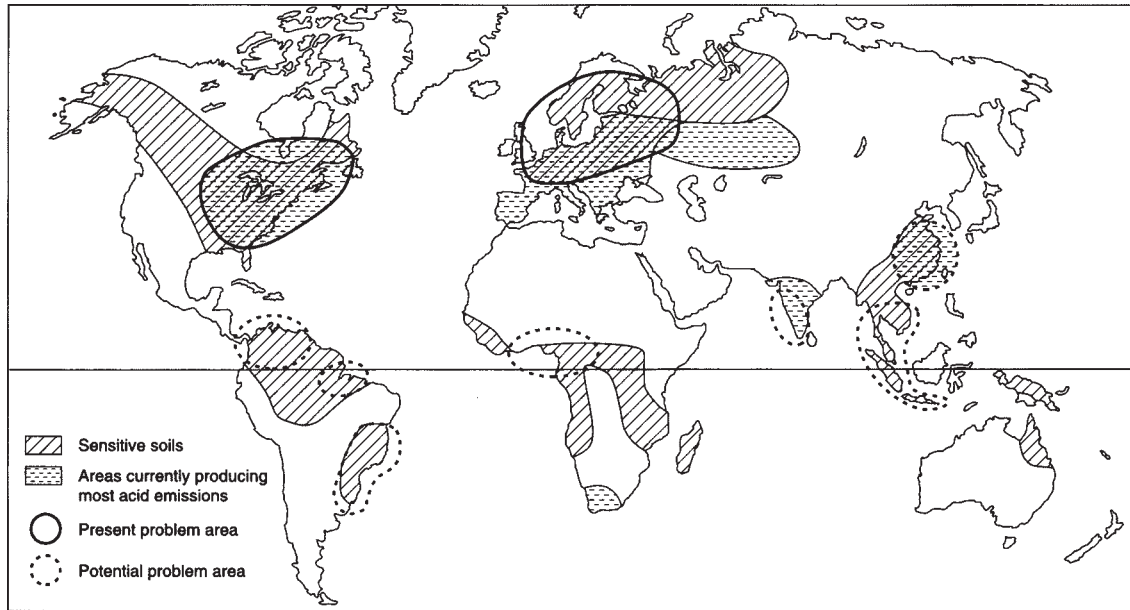 Sensitive soils
Areas currently producing
most acid emissions
Present problem area
Potential problem area